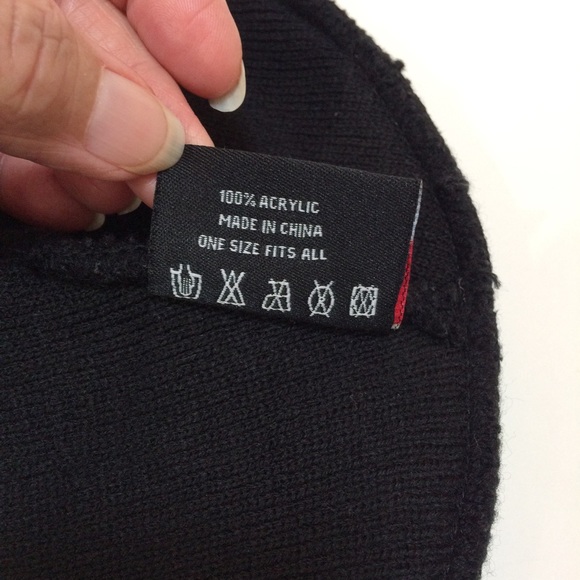 100% ACRYLIC
MADE IN CHINA
ONE SIZE FITS ALL